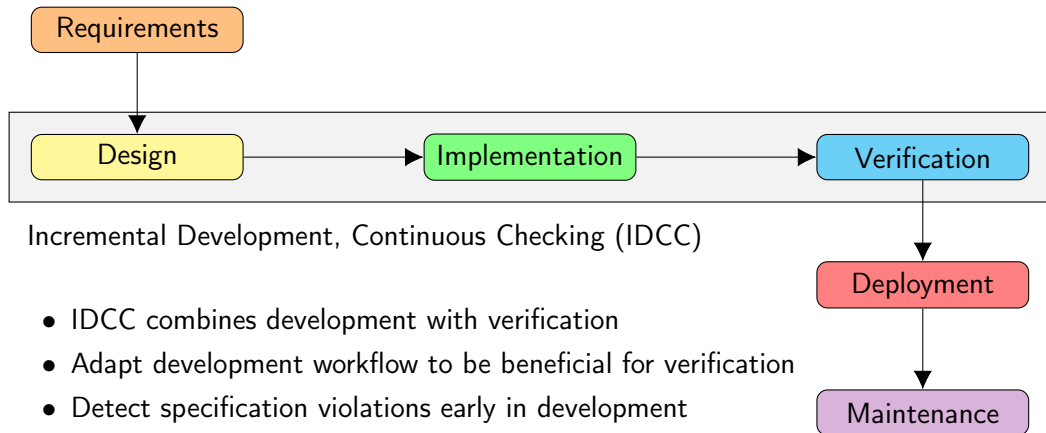 Requirements
Design
Implementation
Verification
Incremental Development, Continuous Checking (IDCC)
Deployment
• IDCC combines development with verification
• Adapt development workflow to be beneficial for verification
• Detect specification violations early in development
Maintenance